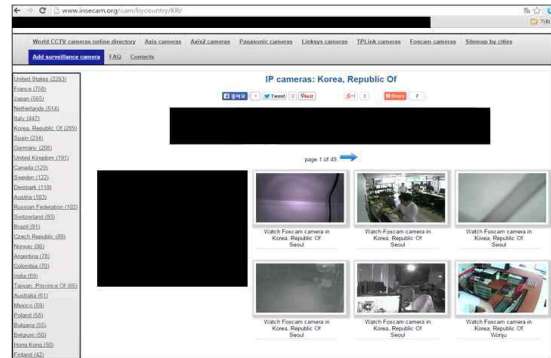 www.insecam.org/cam/bycountry/KR/
World CCTV cameras online directory Axis cameras Axis2 cameras Panasonic cameras Linksys cameras TPLink cameras Foscam cameras Sitemap by cities
Add surveillance camera FAQ Contacts
United States (2283)
France (758)
Japan (565)
Netherlands (514)
Italy (447)
Korea, Republic Of (289)
Spain (234)
Germany (208)
United Kingdom (191)
Canada (129)
Sweden (122)
Denmark (119)
Austria (103)
Russian Federation (102)
Switzerland (93)
Brazil (91)
Czech Republic (89)
Norway (86)
Argentina (78)
Colombia (70)
India (69)
Taiwan, Province Of (65)
Australia (61)
Mexico (59)
Poland (56)
Bulgaria (55)
Belgium (50)
Hong Kong (50)
Finland (42)
IP cameras: Korea, Republic Of
Tweet
Share
page 1 of 49
Watch Foscam camera in
Korea, Republic Of
Seoul
Watch Foscam camera in
Korea, Republic Of
Seoul
Watch Foscam camera in
Korea, Republic Of
Seoul
Watch Foscam camera in
Korea, Republic Of
Seoul
Watch Foscam camera in
Korea, Republic Of
Seoul
Watch Foscam camera in
Korea, Republic Of
Wonju